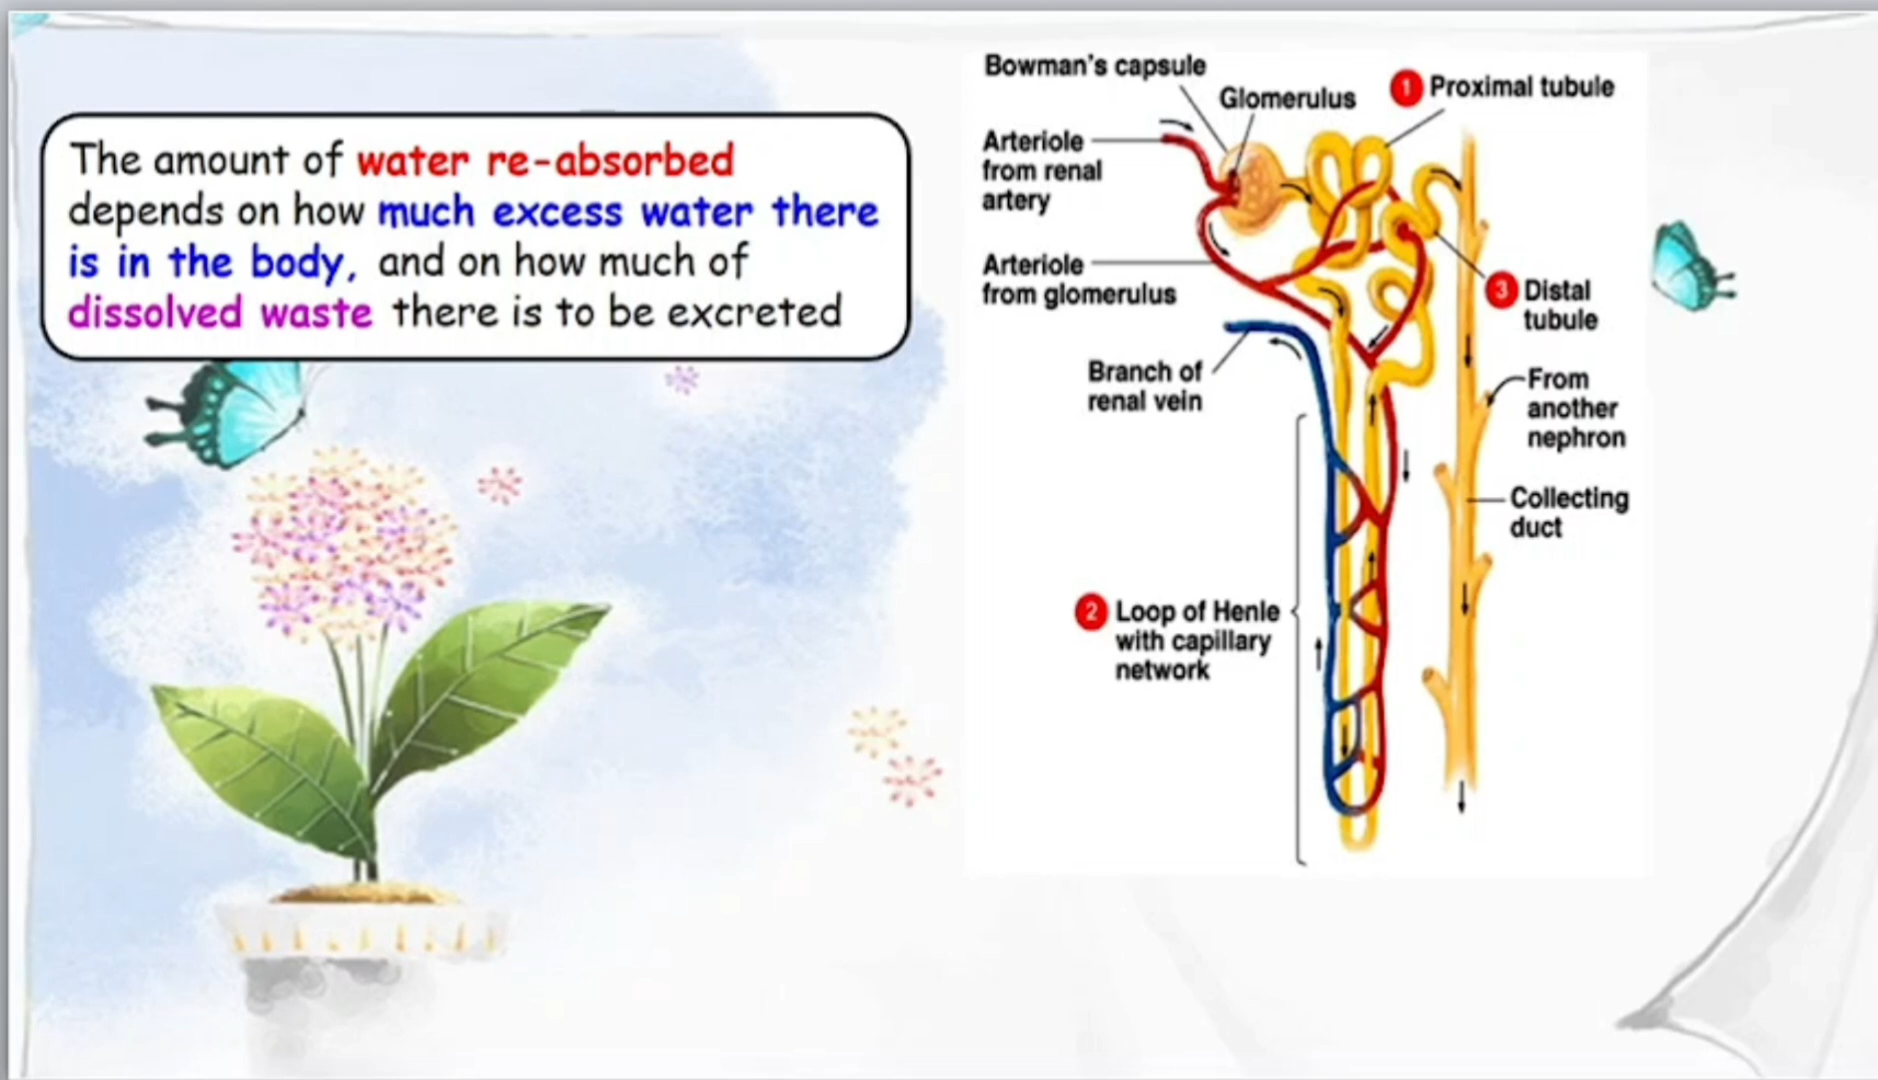 The amount of water re-absorbed
depends on how much excess water there
is in the body, and on how much of
dissolved waste there is to be excreted
Bowman's capsule
Glomerulus
1 Proximal tubule
Arteriole
from renal
artery
Arteriole
from glomerulus
3 Distal
tubule
Branch of
renal vein
From
another
nephron
Collecting
duct
2 Loop of Henle
with capillary
network